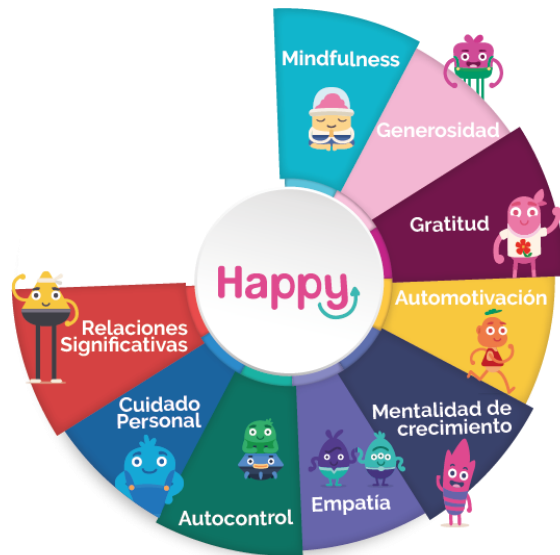 Mindfulness
Generosidad
Gratitud
Automotivación
Mentalidad de
crecimiento
Empatía
Autocontrol
Cuidado
Personal
Relaciones
Significativas
Happy